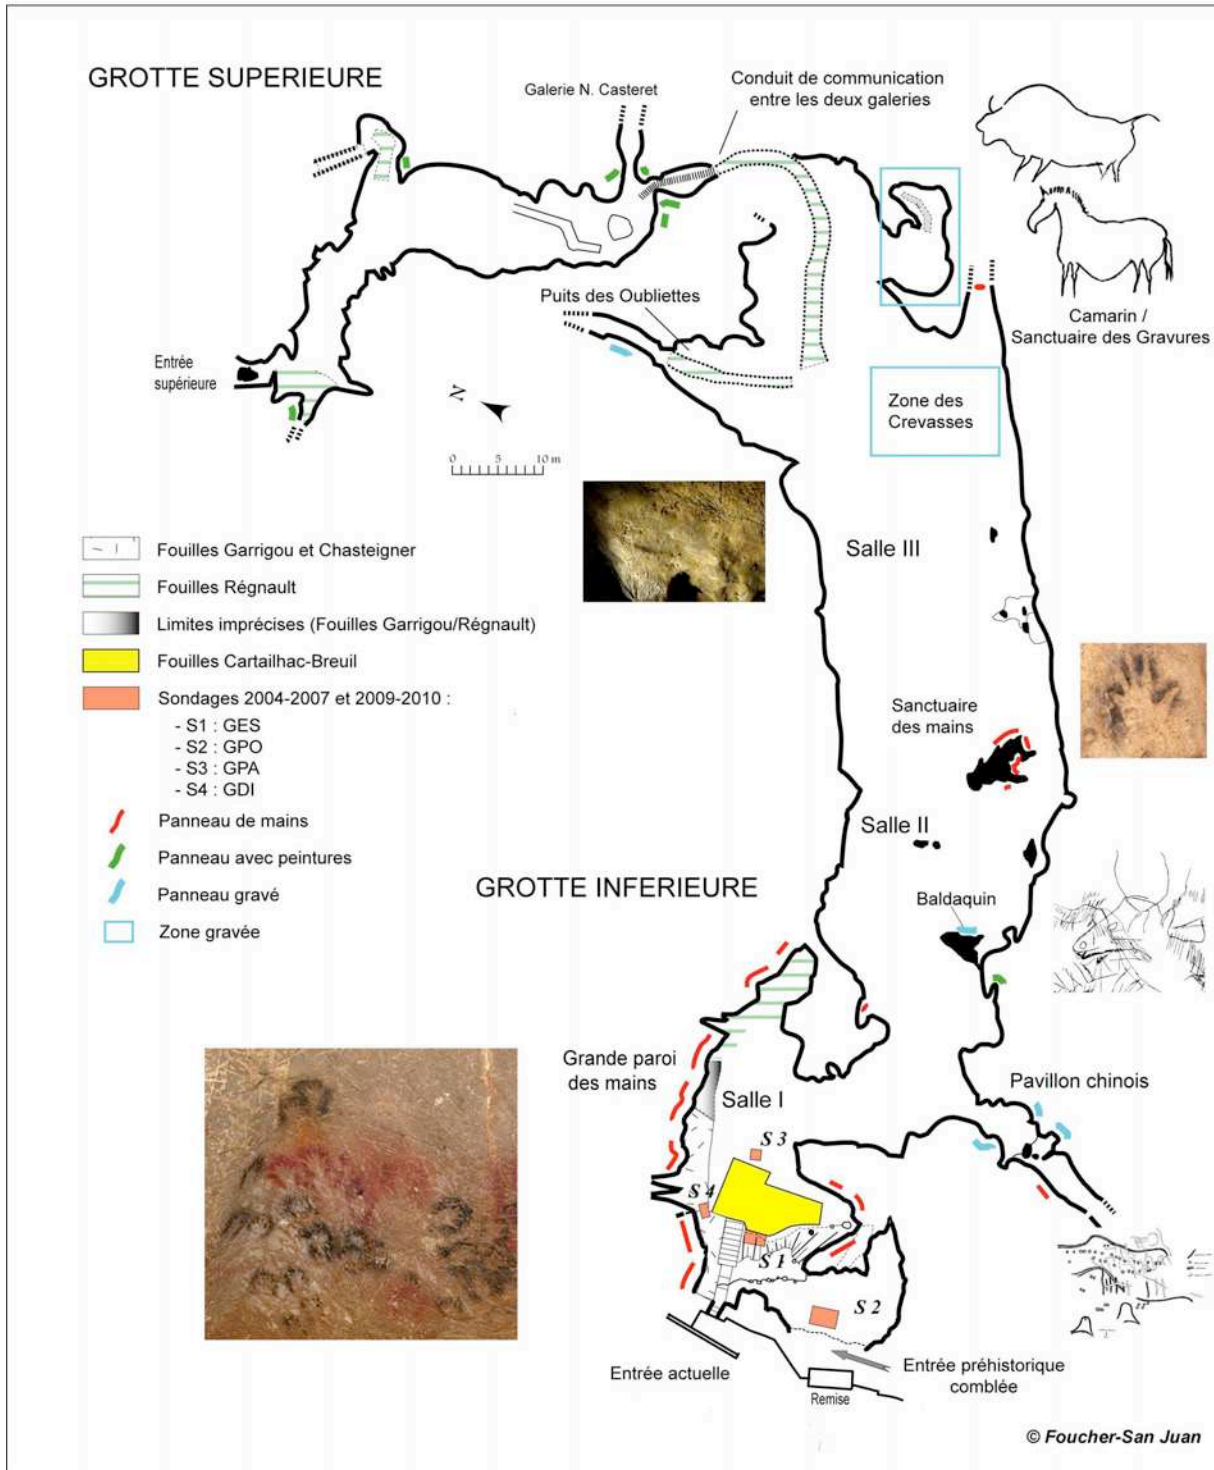 GROTTE SUPERIEURE
Galerie N. Casteret
Conduit de communication
entre les deux galeries
Puits des Oubliettes
Camarin /
Sanctuaire des Gravures
Entrée
supérieure
N
Zone des
Crevasses
0 5 10 m
Fouilles Garrigou et Chasteigner
Fouilles Régnault
Limites imprécises (Fouilles Garrigou/Régnault)
Fouilles Cartailhac-Breuil
Sondages 2004-2007 et 2009-2010 :
- S1 : GES
- S2 : GPO
- S3 : GPA
- S4 : GDI
Panneau de mains
Panneau avec peintures
Panneau gravé
Zone gravée
Salle III
Sanctuaire
des mains
Salle II
GROTTE INFERIEURE
Baldaquin
Grande paroi
des mains
Salle I
Pavillon chinois
S 3
S 4
S 1
S 2
Entrée actuelle
Remise
Entrée préhistorique
comblée
© Foucher-San Juan